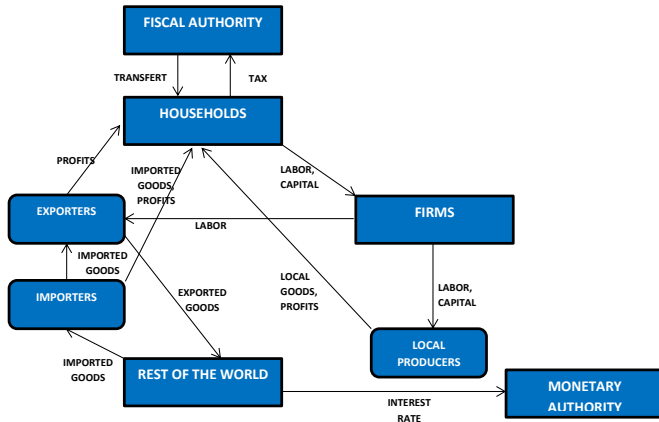 FISCAL AUTHORITY
TRANSFERT
TAX
HOUSEHOLDS
PROFITS
IMPORTED
GOODS,
PROFITS
LABOR,
CAPITAL
EXPORTERS
LABOR
FIRMS
IMPORTED
GOODS
IMPORTERS
EXPORTED
GOODS
LOCAL
GOODS,
PROFITS
LABOR,
CAPITAL
LOCAL
PRODUCERS
IMPORTED
GOODS
REST OF THE WORLD
INTEREST
RATE
MONETARY
AUTHORITY